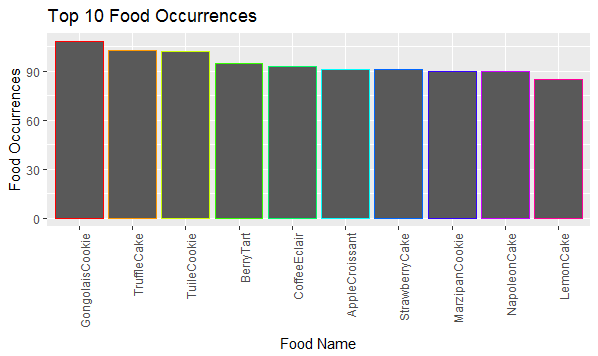 Top 10 Food Occurrences
Food Occurrences
90
60
30
0
GongolaisCookie
TruffleCake
TuileCookie
BerryTart
CoffeeEclair
AppleCroissant
StrawberryCake
MarzipanCookie
NapoleonCake
LemonCake
Food Name